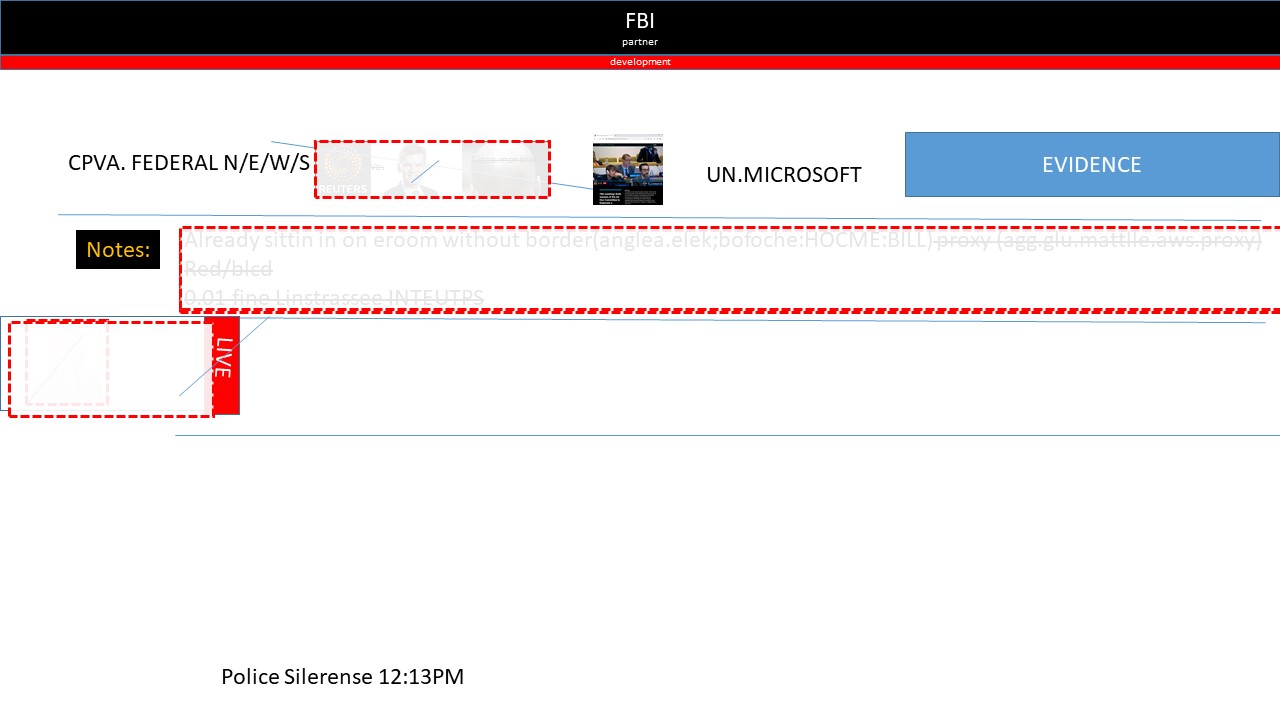 FBI
partner
development
CPVA. FEDERAL N/E/W/S
REUTERS
UN.MICROSOFT
EVIDENCE
Notes:
Already sittin in on eroom without border(anglea.elek;bofoche:HOCME:BILL) proxy (agg.glu.mattlle.aws.proxy)
Red/blcd
0.01 fine Linstrassee INTEUTPS
LIVE
Police Silerense 12:13PM